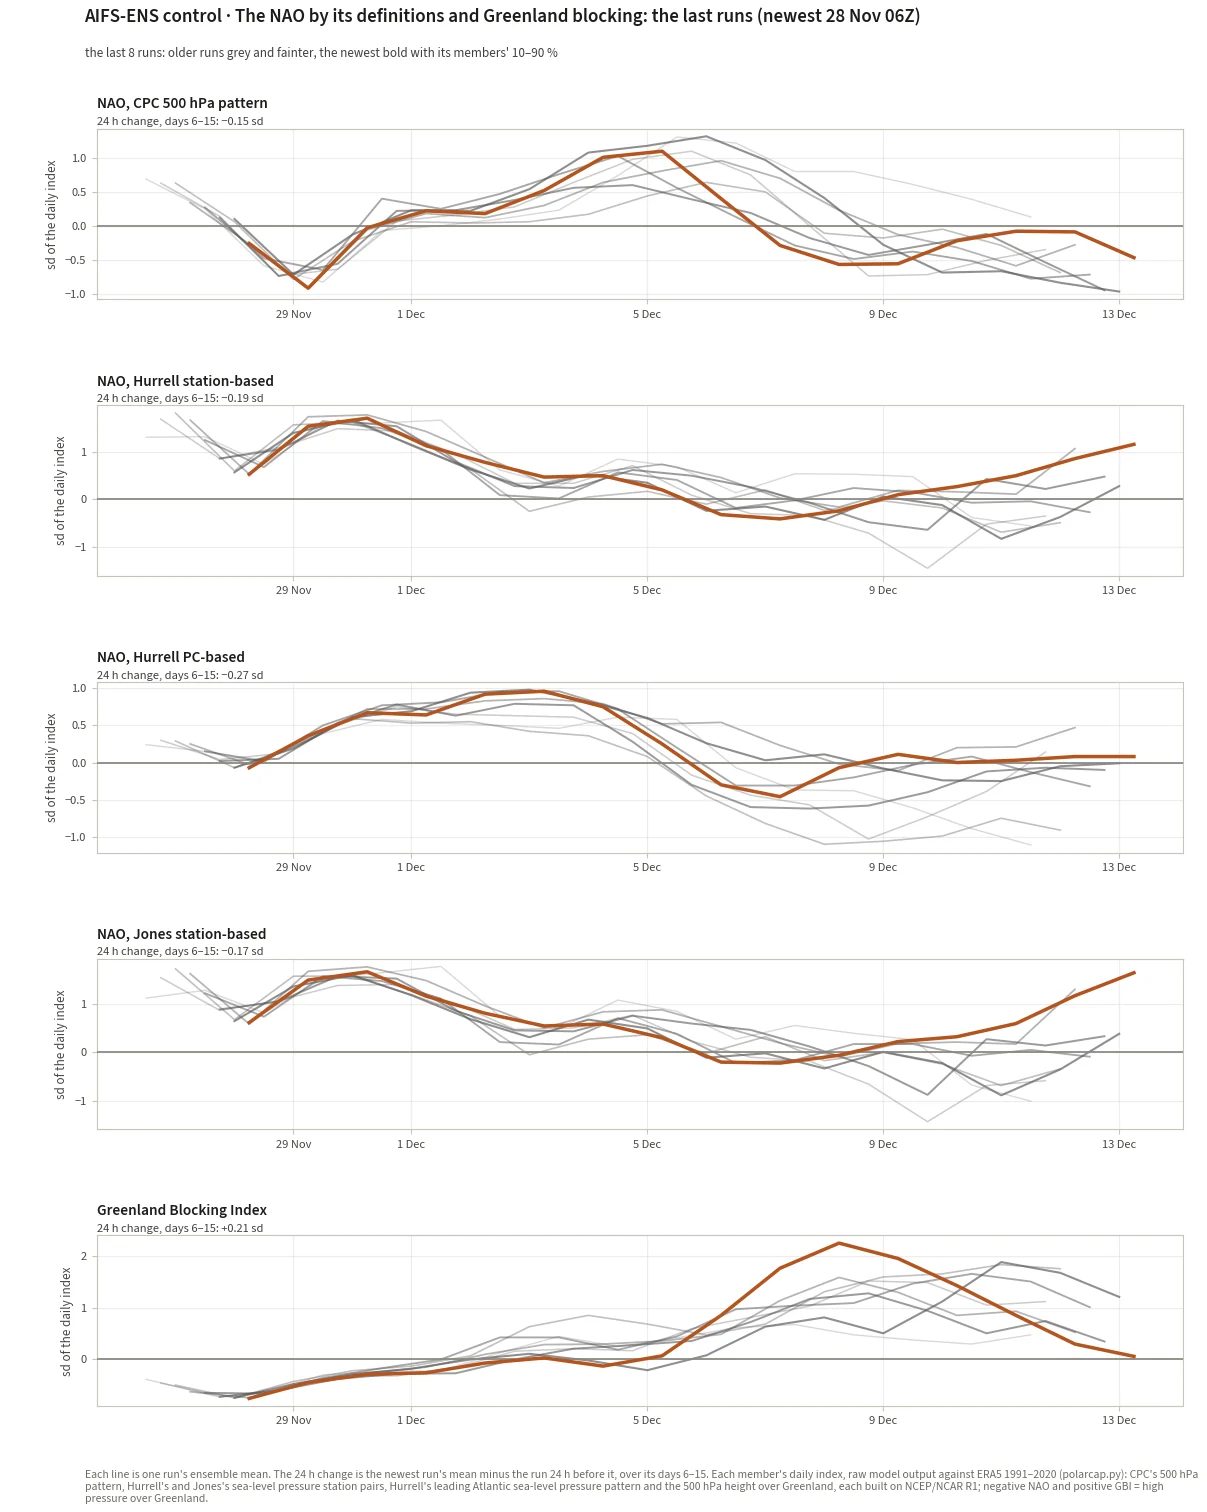 AIFS-ENS control · The NAO by its definitions and Greenland blocking: the last runs (newest 28 Nov 06Z)
the last 8 runs: older runs grey and fainter, the newest bold with its members' 10–90 %
NAO, CPC 500 hPa pattern
24 h change, days 6–15: −0.15 sd
sd of the daily index
1.0
0.5
0.0
−0.5
−1.0
29 Nov
1 Dec
5 Dec
9 Dec
13 Dec
NAO, Hurrell station-based
24 h change, days 6–15: −0.19 sd
sd of the daily index
1
0
−1
29 Nov
1 Dec
5 Dec
9 Dec
13 Dec
NAO, Hurrell PC-based
24 h change, days 6–15: −0.27 sd
sd of the daily index
1.0
0.5
0.0
−0.5
−1.0
29 Nov
1 Dec
5 Dec
9 Dec
13 Dec
NAO, Jones station-based
24 h change, days 6–15: −0.17 sd
sd of the daily index
1
0
−1
29 Nov
1 Dec
5 Dec
9 Dec
13 Dec
Greenland Blocking Index
24 h change, days 6–15: +0.21 sd
sd of the daily index
2
1
0
29 Nov
1 Dec
5 Dec
9 Dec
13 Dec
Each line is one run's ensemble mean. The 24 h change is the newest run's mean minus the run 24 h before it, over its days 6–15. Each member's daily index, raw model output against ERA5 1991–2020 (polarcap.py): CPC's 500 hPa
pattern, Hurrell's and Jones's sea-level pressure station pairs, Hurrell's leading Atlantic sea-level pressure pattern and the 500 hPa height over Greenland, each built on NCEP/NCAR R1; negative NAO and positive GBI = high
pressure over Greenland.